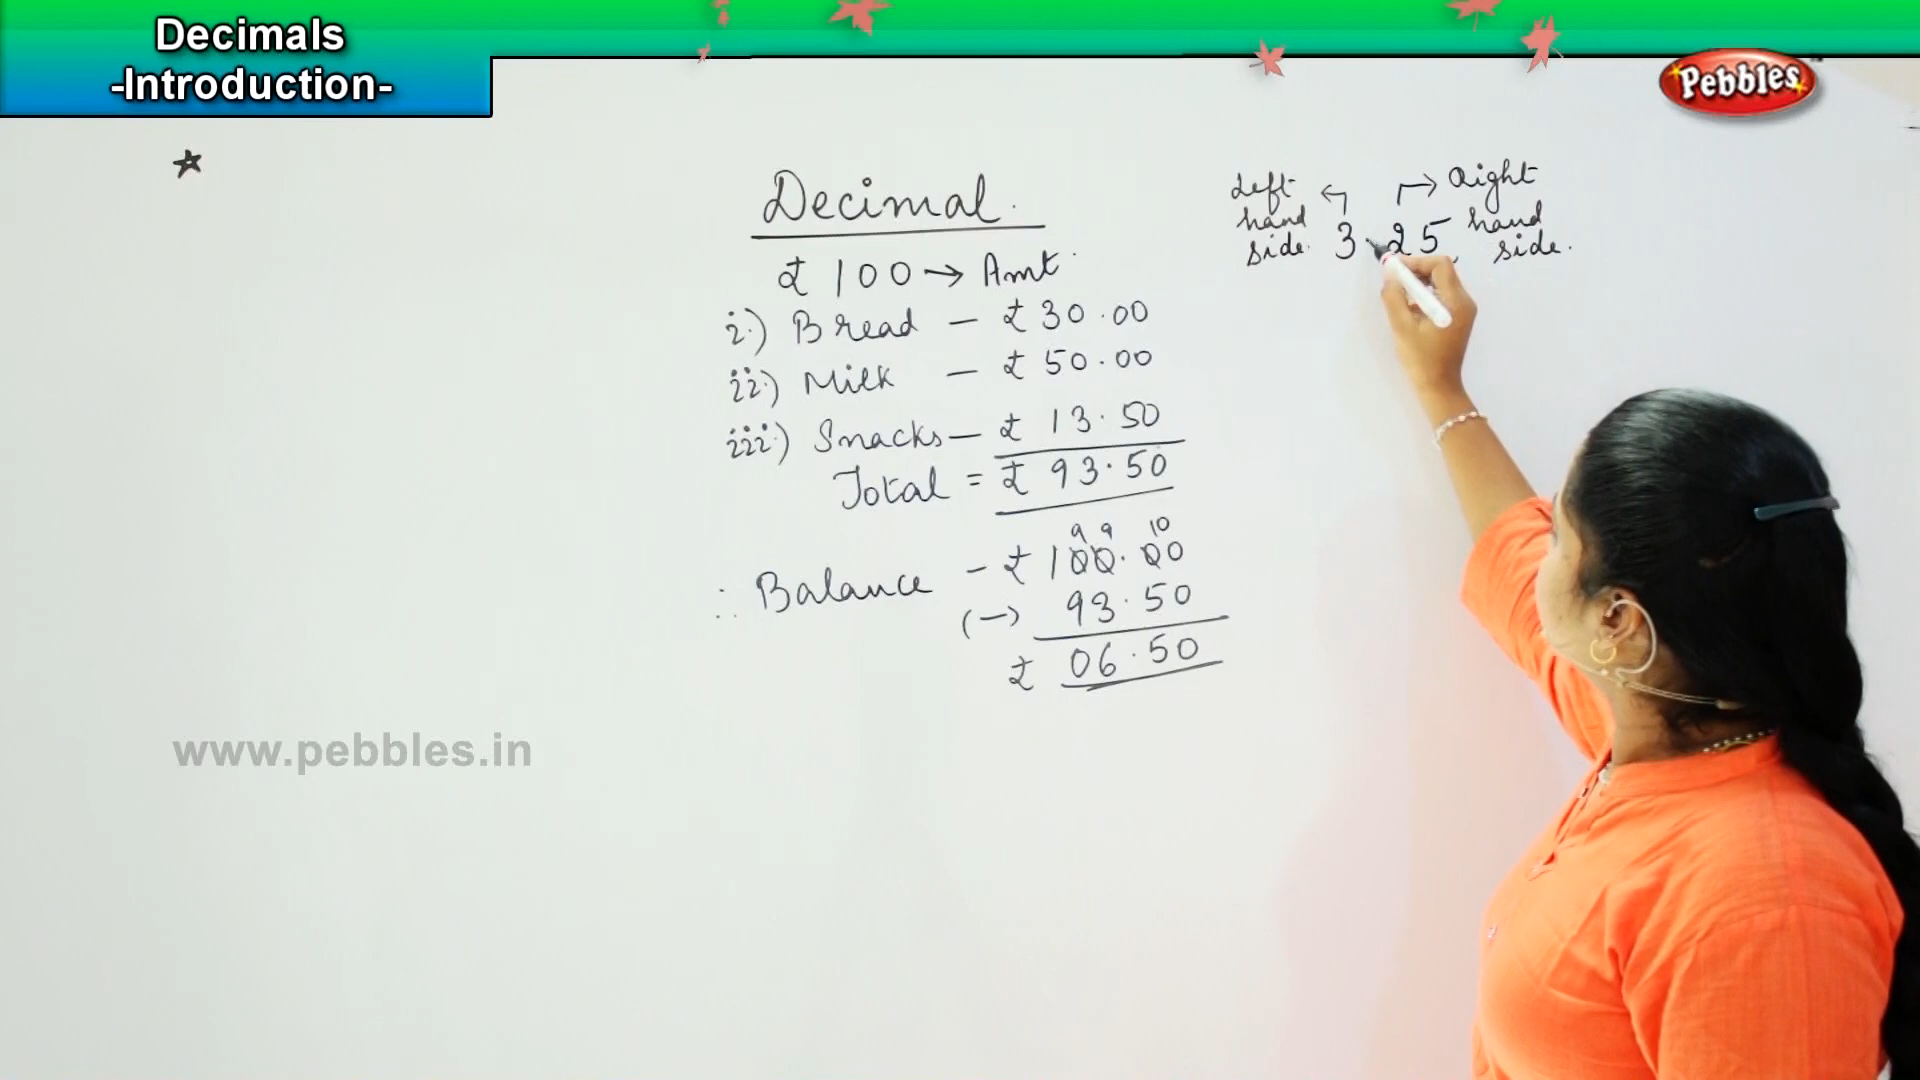 Decimals
-Introduction-
Pebbles
Decimal.
₹ 100 → Amt
i.) Bread – ₹ 30.00
ii.) Milk – ₹ 50.00
iii.) Snacks – ₹ 13.50
Total = ₹ 93.50
9 9 10
∴ Balance – ₹ 100.00
(–) 93.50
₹ 06.50
Left hand side. ← 3.25 → Right hand side.
www.pebbles.in